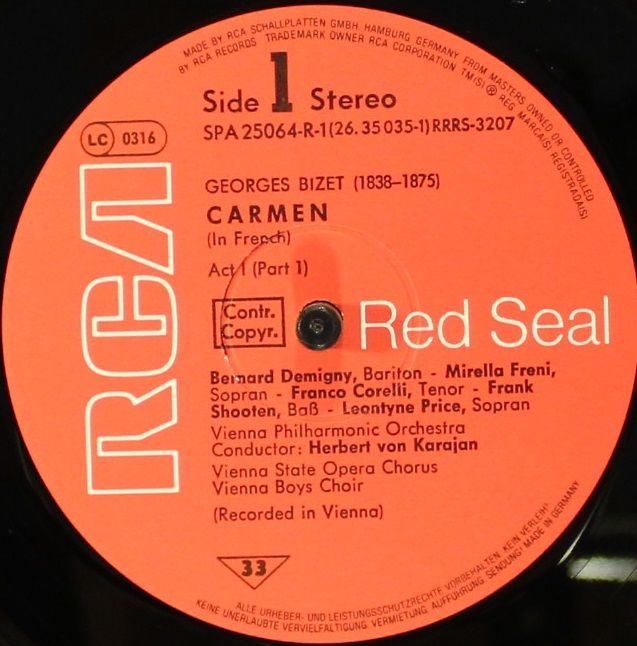 MADE BY RCA SCHALLPLATTEN GMBH, HAMBURG, GERMANY, FROM MASTERS OWNED OR CONTROLLED
BY RCA RECORDS TRADEMARK OWNER RCA CORPORATION TM(S) ® REG MARCA(S) REGISTRADA(S)
Side 1 Stereo
SPA 25064-R-1(26.35 035-1) RRRS-3207
LC 0316
GEORGES BIZET (1838–1875)
CARMEN
(In French)
Act I (Part 1)
RCA
Contr.
Copyr.
Red Seal
Bernard Demigny, Bariton - Mirella Freni,
Sopran - Franco Corelli, Tenor - Frank
Shooten, Baß - Leontyne Price, Sopran
Vienna Philharmonic Orchestra
Conductor: Herbert von Karajan
Vienna State Opera Chorus
Vienna Boys Choir
(Recorded in Vienna)
33
ALLE URHEBER- UND LEISTUNGSSCHUTZRECHTE VORBEHALTEN. KEIN VERLEIH!
KEINE UNERLAUBTE VERVIELFÄLTIGUNG, VERMIETUNG, AUFFÜHRUNG, SENDUNG! MADE IN GERMANY